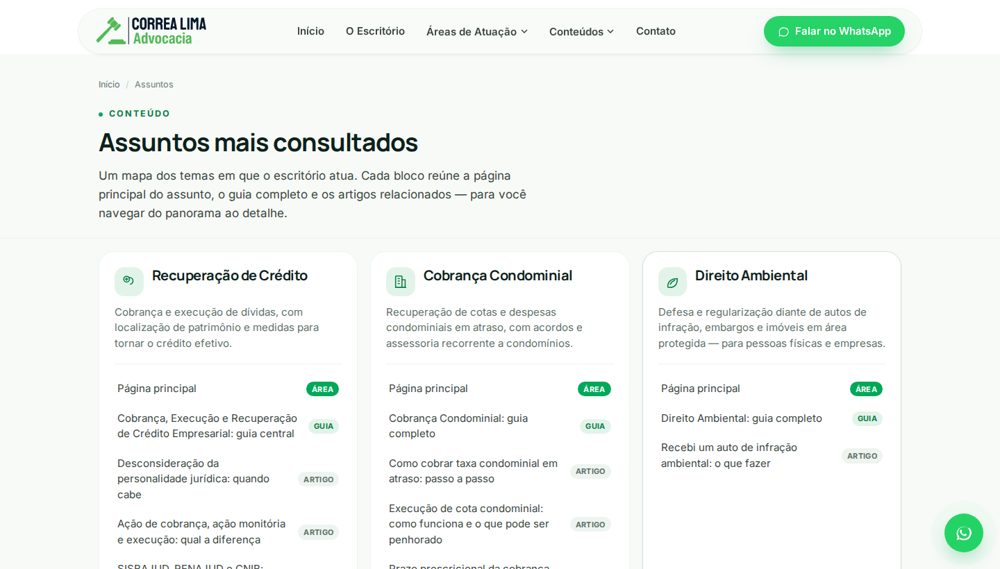 CORREA LIMA
Advocacia
Início
O Escritório
Áreas de Atuação
Conteúdos
Contato
Falar no WhatsApp
Início / Assuntos
CONTEÚDO
Assuntos mais consultados
Um mapa dos temas em que o escritório atua. Cada bloco reúne a página
principal do assunto, o guia completo e os artigos relacionados — para você
navegar do panorama ao detalhe.
Recuperação de Crédito
Cobrança e execução de dívidas, com
localização de patrimônio e medidas para
tornar o crédito efetivo.
Página principal
ÁREA
Cobrança, Execução e Recuperação
de Crédito Empresarial: guia central
GUIA
Desconsideração da
personalidade jurídica: quando
cabe
ARTIGO
Ação de cobrança, ação monitória
e execução: qual a diferença
ARTIGO
SISBAJUD, RENAJUD e CNIB:
Cobrança Condominial
Recuperação de cotas e despesas
condominiais em atraso, com acordos e
assessoria recorrente a condomínios.
Página principal
ÁREA
Cobrança Condominial: guia
completo
GUIA
Como cobrar taxa condominial em
atraso: passo a passo
ARTIGO
Execução de cota condominial:
como funciona e o que pode ser
penhorado
ARTIGO
Prazo prescricional da cobrança
Direito Ambiental
Defesa e regularização diante de autos de
infração, embargos e imóveis em área
protegida — para pessoas físicas e empresas.
Página principal
ÁREA
Direito Ambiental: guia completo
GUIA
Recebi um auto de infração
ambiental: o que fazer
ARTIGO